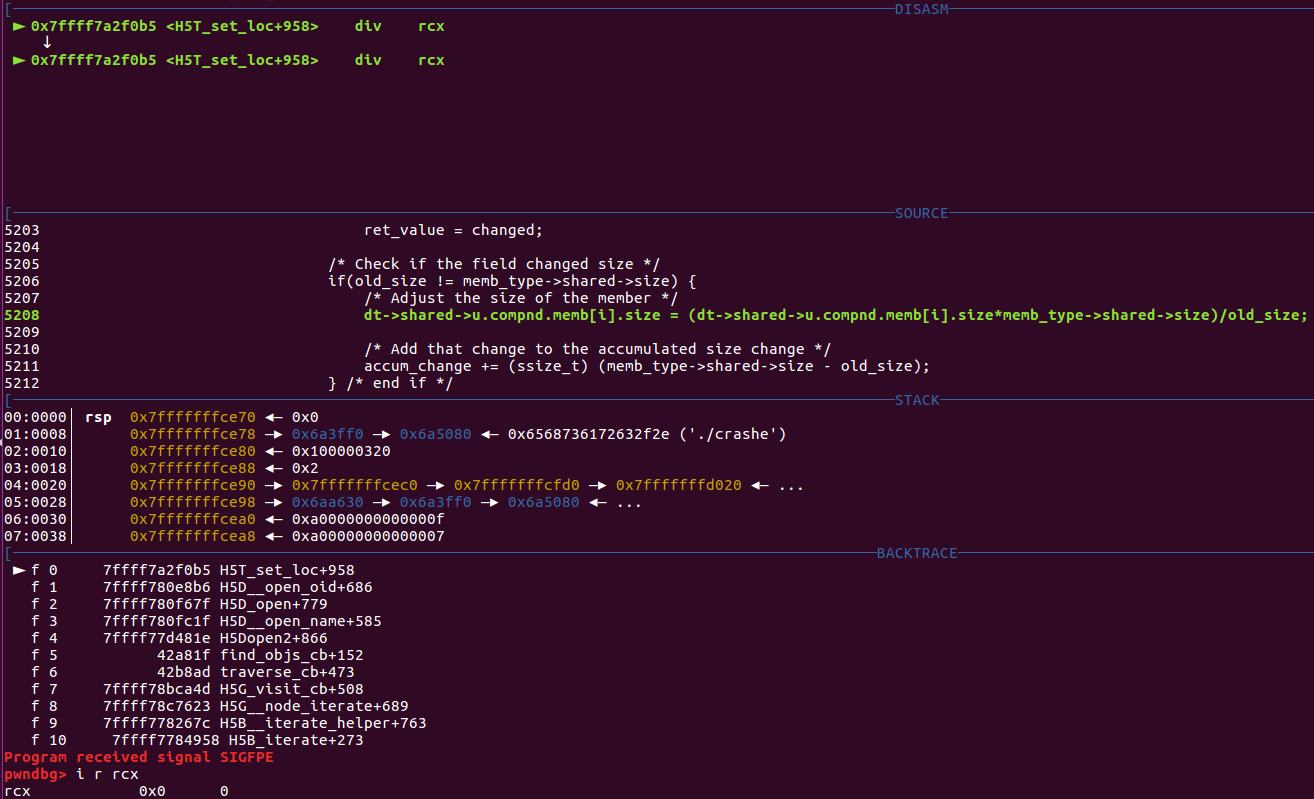 [ DISASM
► 0x7ffff7a2f0b5 <H5T_set_loc+958> div rcx
↓
► 0x7ffff7a2f0b5 <H5T_set_loc+958> div rcx
[ SOURCE
5203 ret_value = changed;
5204
5205 /* Check if the field changed size */
5206 if(old_size != memb_type->shared->size) {
5207 /* Adjust the size of the member */
5208 dt->shared->u.compnd.memb[i].size = (dt->shared->u.compnd.memb[i].size*memb_type->shared->size)/old_size;
5209
5210 /* Add that change to the accumulated size change */
5211 accum_change += (ssize_t) (memb_type->shared->size - old_size);
5212 } /* end if */
[ STACK
00:0000│ rsp 0x7fffffffce70 ◄— 0x0
01:0008│ 0x7fffffffce78 —► 0x6a3ff0 —► 0x6a5080 ◄— 0x6568736172632f2e ('./crashe')
02:0010│ 0x7fffffffce80 ◄— 0x100000320
03:0018│ 0x7fffffffce88 ◄— 0x2
04:0020│ 0x7fffffffce90 —► 0x7fffffffcec0 —► 0x7fffffffcfd0 —► 0x7fffffffd020 ◄— ...
05:0028│ 0x7fffffffce98 —► 0x6aa630 —► 0x6a3ff0 —► 0x6a5080 ◄— ...
06:0030│ 0x7fffffffcea0 ◄— 0xa0000000000000f
07:0038│ 0x7fffffffcea8 ◄— 0xa00000000000007
[ BACKTRACE
► f 0 7ffff7a2f0b5 H5T_set_loc+958
f 1 7ffff780e8b6 H5D__open_oid+686
f 2 7ffff780f67f H5D_open+779
f 3 7ffff780fc1f H5D__open_name+585
f 4 7ffff77d481e H5Dopen2+866
f 5 42a81f find_objs_cb+152
f 6 42b8ad traverse_cb+473
f 7 7ffff78bca4d H5G_visit_cb+508
f 8 7ffff78c7623 H5G__node_iterate+689
f 9 7ffff778267c H5B__iterate_helper+763
f 10 7ffff7784958 H5B_iterate+273
Program received signal SIGFPE
pwndbg> i r rcx
rcx 0x0 0